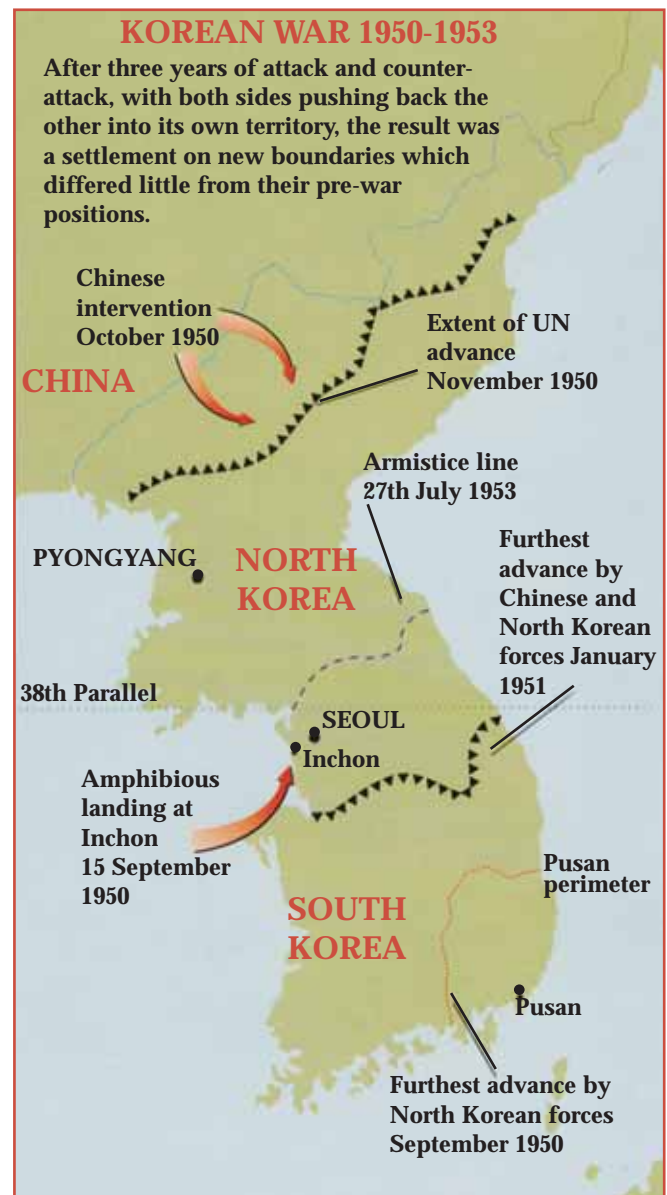 KOREAN WAR 1950-1953
After three years of attack and counter-
attack, with both sides pushing back the
other into its own territory, the result was
a settlement on new boundaries which
differed little from their pre-war
positions.
Chinese
intervention
October 1950
CHINA
Extent of UN
advance
November 1950
Armistice line
27th July 1953
PYONGYANG
NORTH
KOREA
Furthest
advance by
Chinese and
North Korean
forces January
1951
38th Parallel
SEOUL
Inchon
Amphibious
landing at
Inchon
15 September
1950
Pusan
perimeter
SOUTH
KOREA
Pusan
Furthest advance by
North Korean forces
September 1950